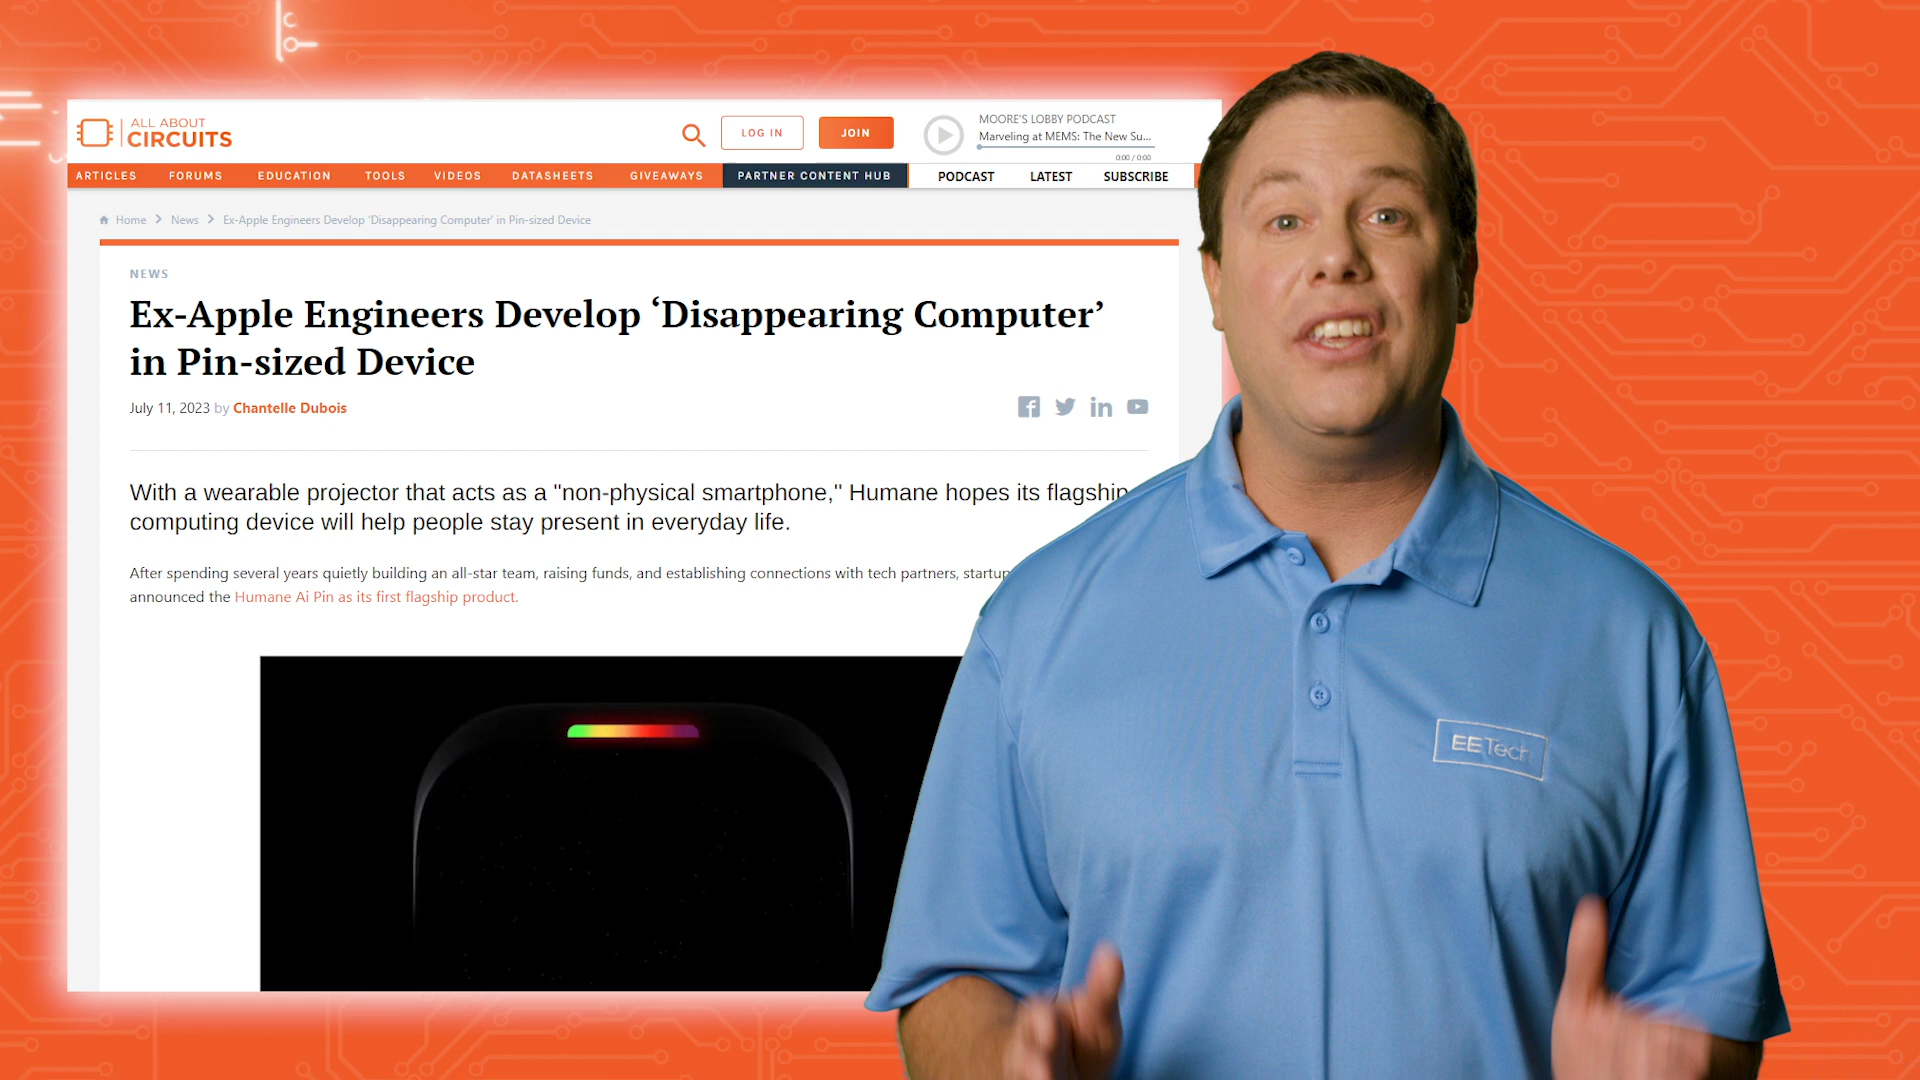 ALL ABOUT
CIRCUITS
LOG IN
JOIN
MOORE'S LOBBY PODCAST
Marveling at MEMS: The New Su...
0:00 / 0:00
ARTICLES FORUMS EDUCATION TOOLS VIDEOS DATASHEETS GIVEAWAYS PARTNER CONTENT HUB PODCAST LATEST SUBSCRIBE
Home > News > Ex-Apple Engineers Develop ‘Disappearing Computer’ in Pin-sized Device
NEWS
Ex-Apple Engineers Develop ‘Disappearing Computer’
in Pin-sized Device
July 11, 2023 by Chantelle Dubois
With a wearable projector that acts as a "non-physical smartphone," Humane hopes its flagship
computing device will help people stay present in everyday life.
After spending several years quietly building an all-star team, raising funds, and establishing connections with tech partners, startup
announced the Humane Ai Pin as its first flagship product.
EETech